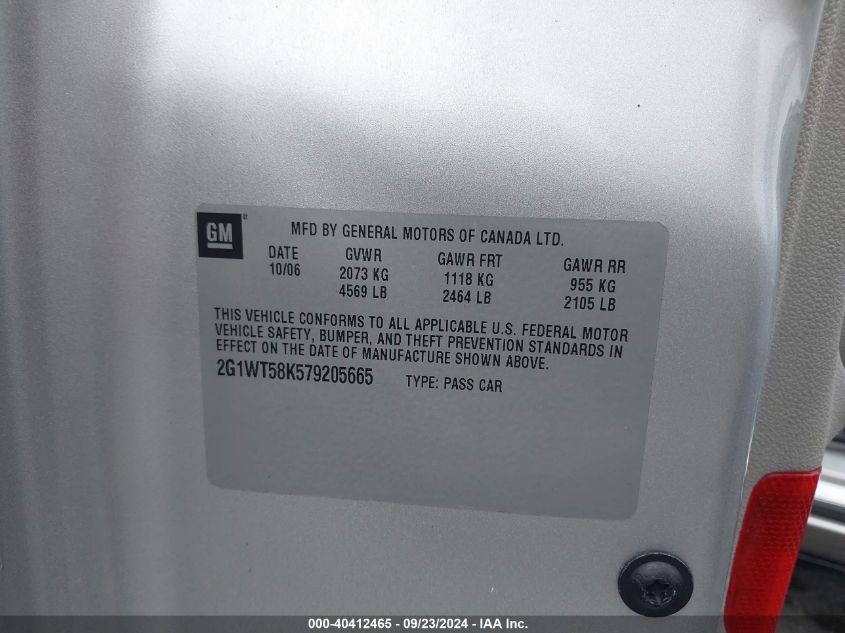 GM
®
MFD BY GENERAL MOTORS OF CANADA LTD.
DATE GVWR GAWR FRT GAWR RR
10/06 2073 KG 1118 KG 955 KG
4569 LB 2464 LB 2105 LB
THIS VEHICLE CONFORMS TO ALL APPLICABLE U.S. FEDERAL MOTOR
VEHICLE SAFETY, BUMPER, AND THEFT PREVENTION STANDARDS IN
EFFECT ON THE DATE OF MANUFACTURE SHOWN ABOVE.
2G1WT58K579205665 TYPE: PASS CAR
000-40412465 - 09/23/2024 - IAA Inc.